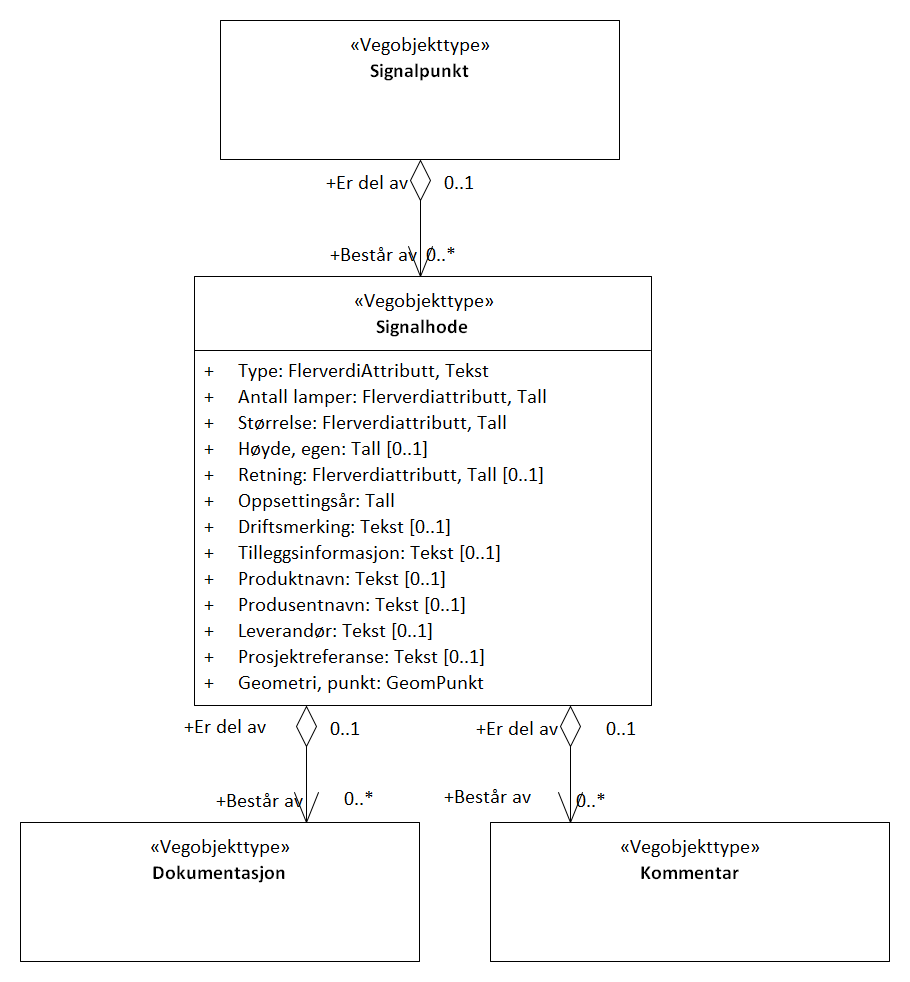 «Vegobjekttype»
Signalpunkt
+Er del av 0..1
+Består av 0..*
«Vegobjekttype»
Signalhode
+ Type: FlerverdiAttributt, Tekst
+ Antall lamper: Flerverdiattributt, Tall
+ Størrelse: Flerverdiattributt, Tall
+ Høyde, egen: Tall [0..1]
+ Retning: Flerverdiattributt, Tall [0..1]
+ Oppsettingsår: Tall
+ Driftsmerking: Tekst [0..1]
+ Tilleggsinformasjon: Tekst [0..1]
+ Produktnavn: Tekst [0..1]
+ Produsentnavn: Tekst [0..1]
+ Leverandør: Tekst [0..1]
+ Prosjektreferanse: Tekst [0..1]
+ Geometri, punkt: GeomPunkt
+Er del av 0..1 +Er del av 0..1
+Består av 0..* +Består av 0..*
«Vegobjekttype» «Vegobjekttype»
Dokumentasjon Kommentar